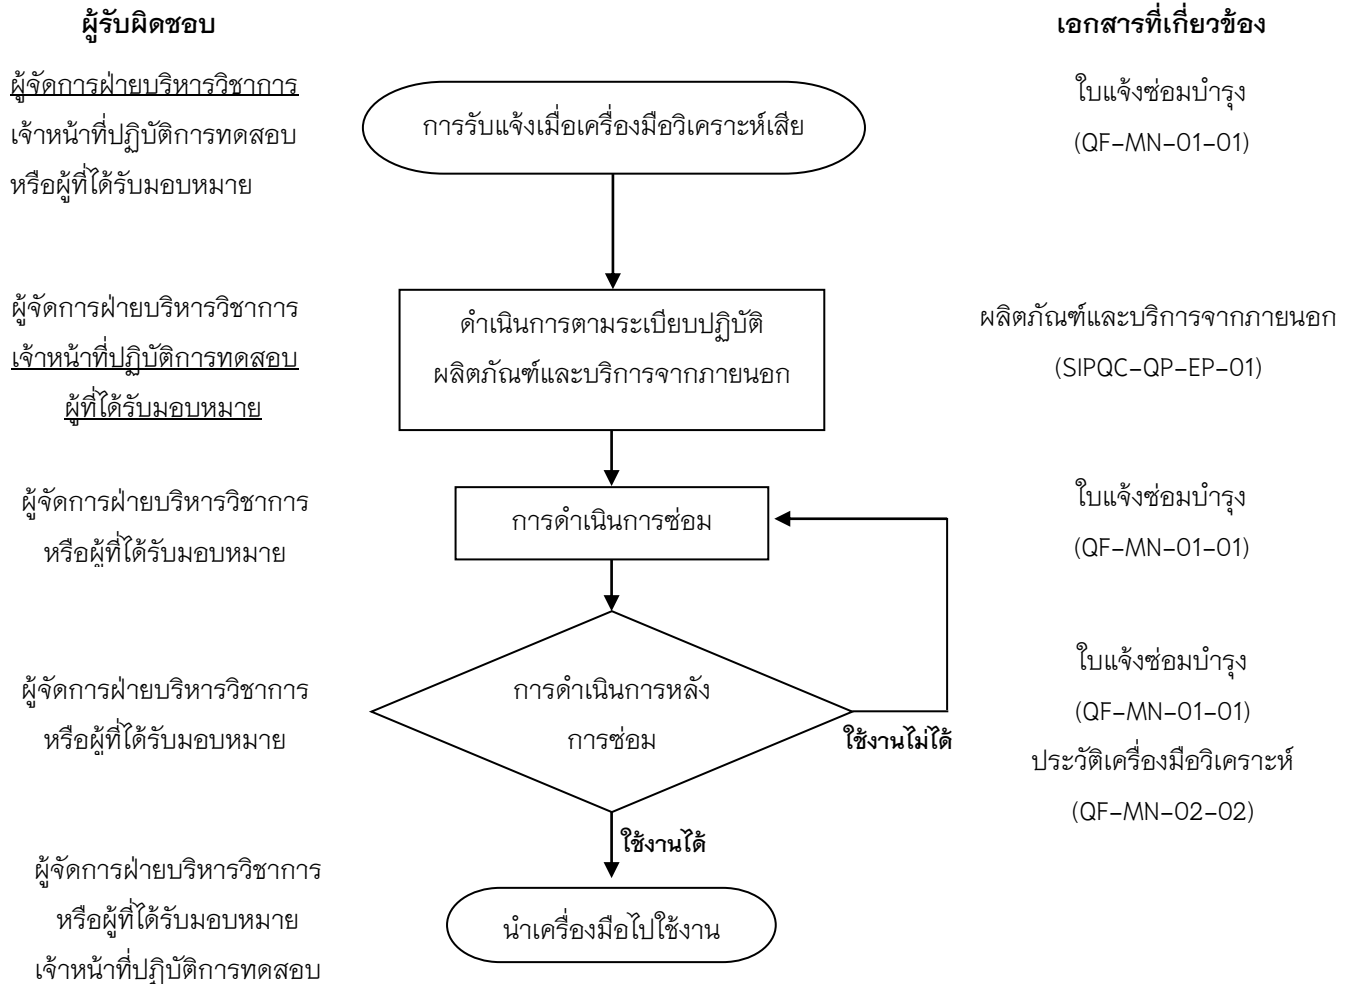 ผู้รับผิดชอบ
เอกสารที่เกี่ยวข้อง
ผู้จัดการฝ่ายบริหารวิชาการ
เจ้าหน้าที่ปฏิบัติการทดสอบ
หรือผู้ที่ได้รับมอบหมาย
การรับแจ้งเมื่อเครื่องมือวิเคราะห์เสีย
ใบแจ้งซ่อมบำรุง
(QF-MN-01-01)
ผู้จัดการฝ่ายบริหารวิชาการ
เจ้าหน้าที่ปฏิบัติการทดสอบ
ผู้ที่ได้รับมอบหมาย
ดำเนินการตามระเบียบปฏิบัติ
ผลิตภัณฑ์และบริการจากภายนอก
ผลิตภัณฑ์และบริการจากภายนอก
(SIPQC-QP-EP-01)
ผู้จัดการฝ่ายบริหารวิชาการ
หรือผู้ที่ได้รับมอบหมาย
การดำเนินการซ่อม
ใบแจ้งซ่อมบำรุง
(QF-MN-01-01)
ผู้จัดการฝ่ายบริหารวิชาการ
หรือผู้ที่ได้รับมอบหมาย
การดำเนินการหลัง
การซ่อม
ใช้งานไม่ได้
ใบแจ้งซ่อมบำรุง
(QF-MN-01-01)
ประวัติเครื่องมือวิเคราะห์
(QF-MN-02-02)
ใช้งานได้
ผู้จัดการฝ่ายบริหารวิชาการ
หรือผู้ที่ได้รับมอบหมาย
เจ้าหน้าที่ปฏิบัติการทดสอบ
นำเครื่องมือไปใช้งาน